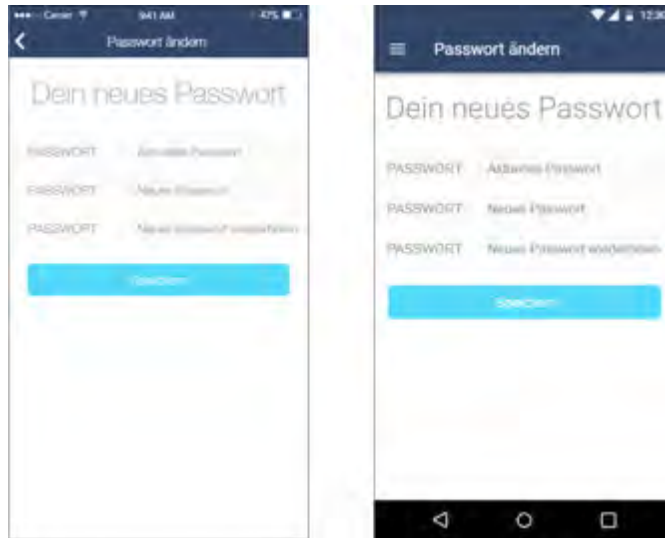 Carrier 9:41 AM 42%
Passwort ändern
Dein neues Passwort
PASSWORT Aktuelles Passwort
PASSWORT Neues Passwort
PASSWORT Neues Passwort wiederholen
Speichern
12:30
Passwort ändern
Dein neues Passwort
PASSWORT Aktuelles Passwort
PASSWORT Neues Passwort
PASSWORT Neues Passwort wiederholen
Speichern